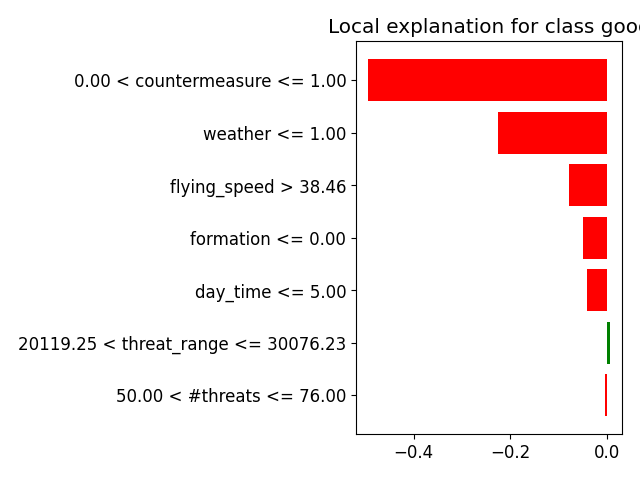 Local explanation for class goo
0.00 < countermeasure <= 1.00
weather <= 1.00
flying_speed > 38.46
formation <= 0.00
day_time <= 5.00
20119.25 < threat_range <= 30076.23
50.00 < #threats <= 76.00
−0.4 −0.2 0.0